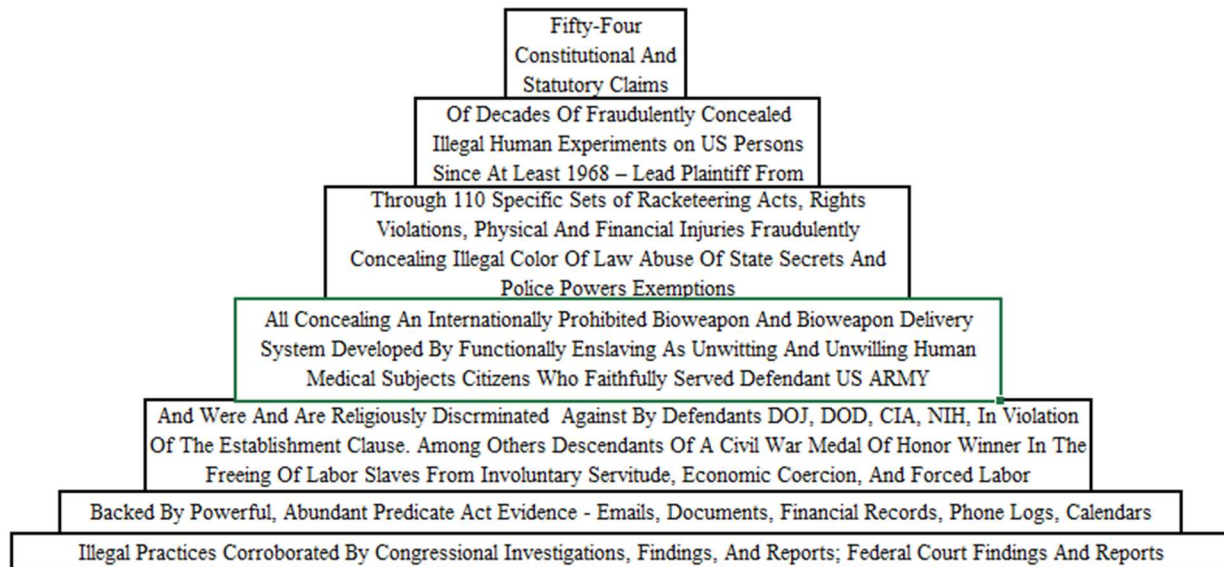 Fifty-Four
Constitutional And
Statutory Claims
Of Decades Of Fraudulently Concealed
Illegal Human Experiments on US Persons
Since At Least 1968 – Lead Plaintiff From
Through 110 Specific Sets of Racketeering Acts, Rights
Violations, Physical And Financial Injuries Fraudulently
Concealing Illegal Color Of Law Abuse Of State Secrets And
Police Powers Exemptions
All Concealing An Internationally Prohibited Bioweapon And Bioweapon Delivery
System Developed By Functionally Enslaving As Unwitting And Unwilling Human
Medical Subjects Citizens Who Faithfully Served Defendant US ARMY
And Were And Are Religiously Discrminated  Against By Defendants DOJ, DOD, CIA, NIH, In Violation
Of The Establishment Clause. Among Others Descendants Of A Civil War Medal Of Honor Winner In The
Freeing Of Labor Slaves From Involuntary Servitude, Economic Coercion, And Forced Labor
Backed By Powerful, Abundant Predicate Act Evidence - Emails, Documents, Financial Records, Phone Logs, Calendars
Illegal Practices Corroborated By Congressional Investigations, Findings, And Reports; Federal Court Findings And Reports